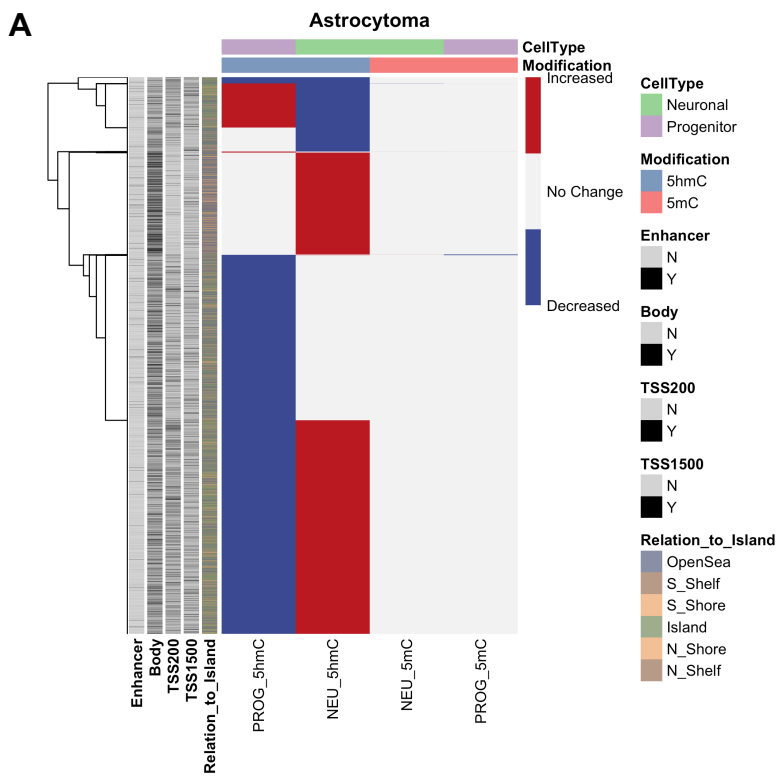 A
Astrocytoma
CellType
Modification
Increased
No Change
Decreased
CellType
Neuronal
Progenitor
Modification
5hmC
5mC
Enhancer
N
Y
Body
N
Y
TSS200
N
Y
TSS1500
N
Y
Relation_to_Island
OpenSea
S_Shelf
S_Shore
Island
N_Shore
N_Shelf
Enhancer
Body
TSS200
TSS1500
Relation_to_Island
PROG_5hmC
NEU_5hmC
NEU_5mC
PROG_5mC